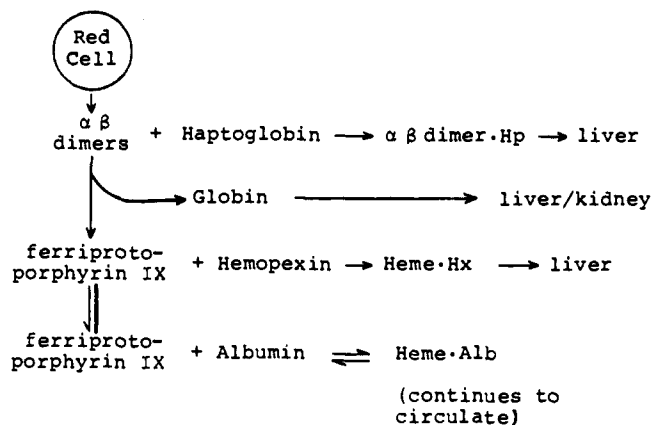 Red
Cell
α β
dimers + Haptoglobin → α β dimer·Hp → liver
Globin → liver/kidney
ferriproto-
porphyrin IX + Hemopexin → Heme·Hx → liver
ferriproto-
porphyrin IX + Albumin ⇌ Heme·Alb
(continues to
circulate)